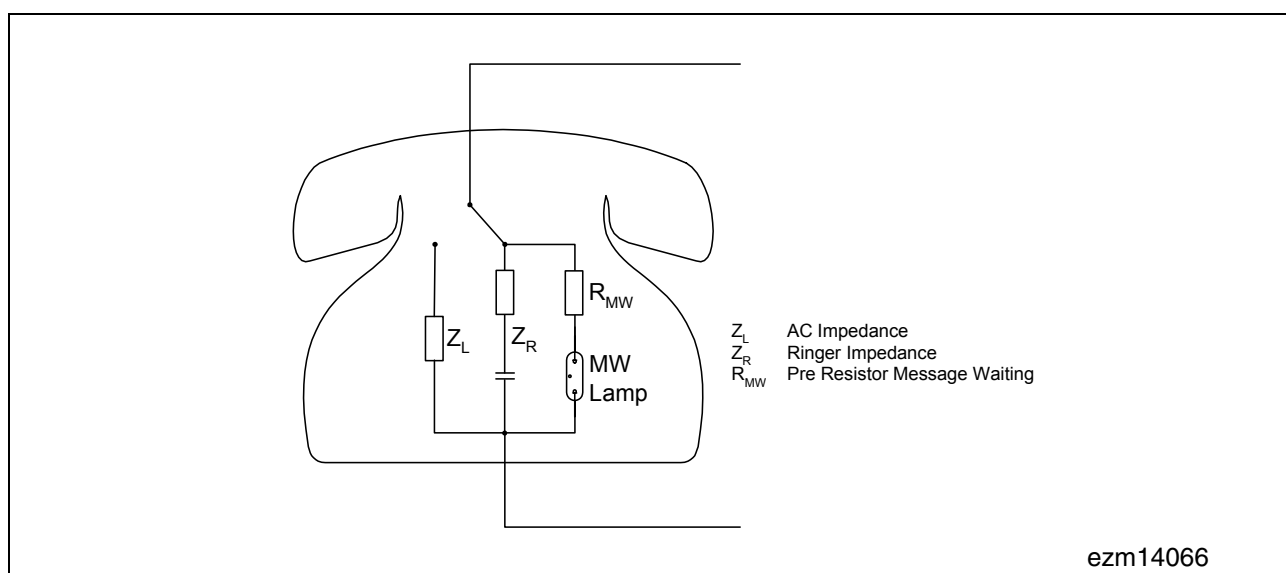 R_MW
Z_L
Z_R
MW
Lamp
Z_L AC Impedance
Z_R Ringer Impedance
R_MW Pre Resistor Message Waiting
ezm14066